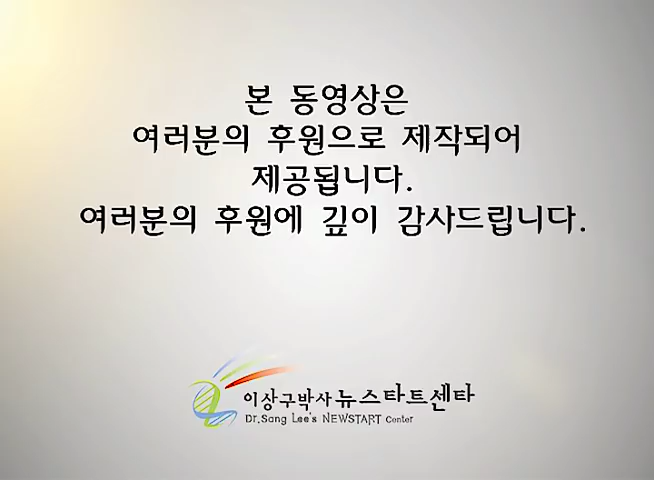 본 동영상은
여러분의 후원으로 제작되어
제공됩니다.
여러분의 후원에 깊이 감사드립니다.
이상구박사 뉴스타트센타
Dr.Sang Lee's NEWSTART Center